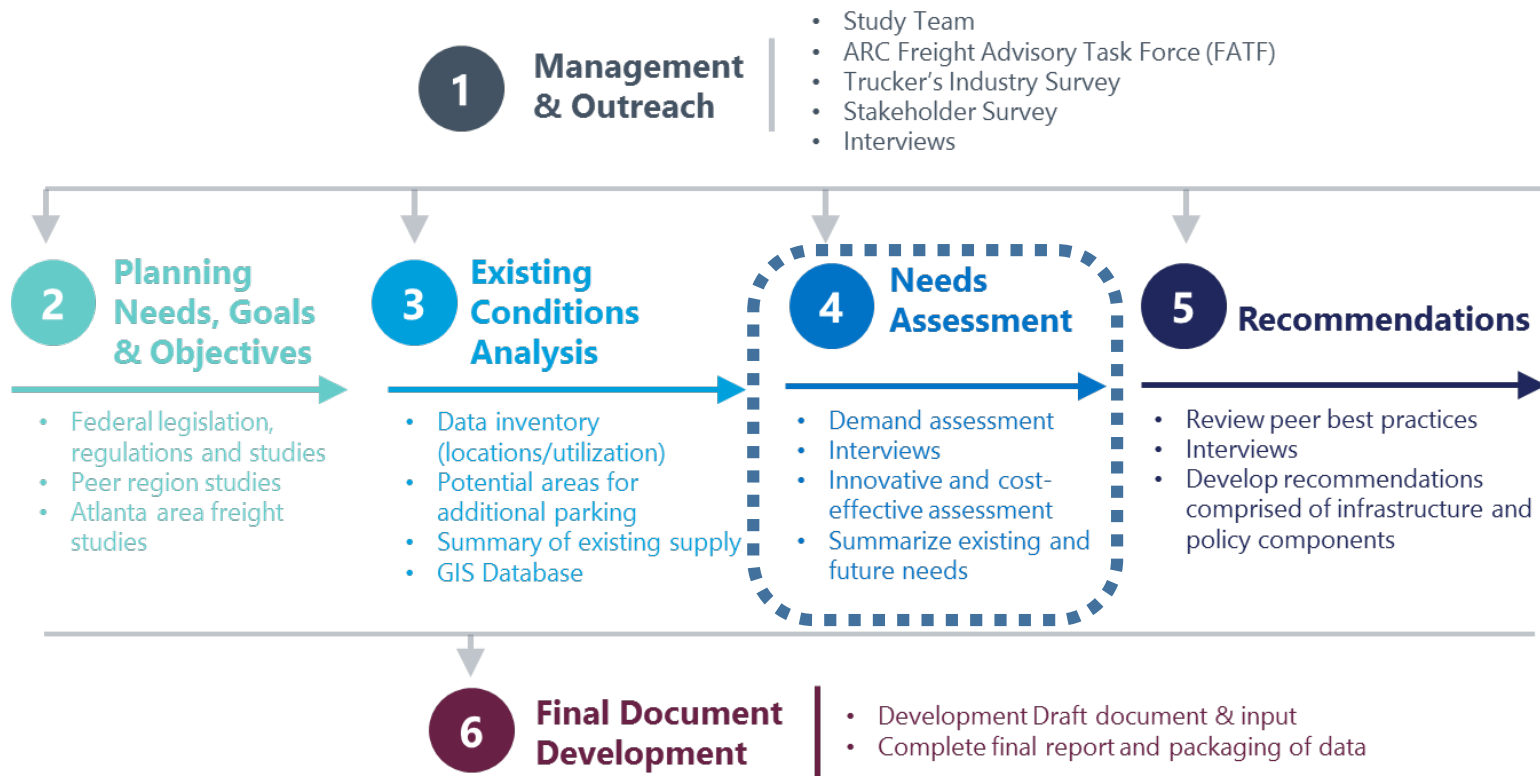 1
Management
& Outreach
• Study Team
• ARC Freight Advisory Task Force (FATF)
• Trucker's Industry Survey
• Stakeholder Survey
• Interviews
2
Planning
Needs, Goals
& Objectives
• Federal legislation,
regulations and studies
• Peer region studies
• Atlanta area freight
studies
3
Existing
Conditions
Analysis
• Data inventory
(locations/utilization)
• Potential areas for
additional parking
• Summary of existing supply
• GIS Database
4
Needs
Assessment
• Demand assessment
• Interviews
• Innovative and cost-
effective assessment
• Summarize existing and
future needs
5
Recommendations
• Review peer best practices
• Interviews
• Develop recommendations
comprised of infrastructure and
policy components
6
Final Document
Development
• Development Draft document & input
• Complete final report and packaging of data